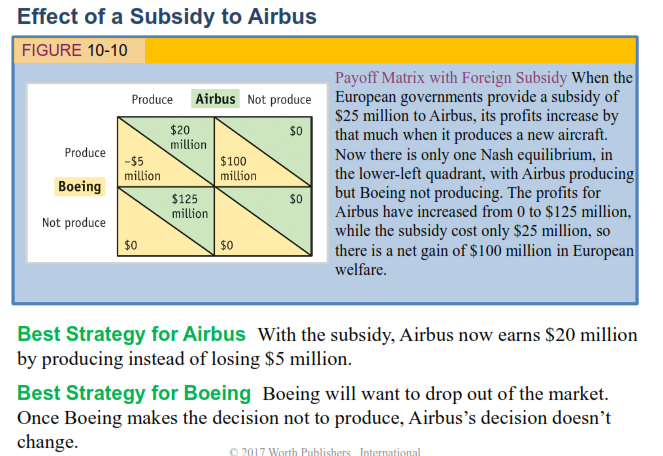 Effect of a Subsidy to Airbus
FIGURE 10-10
Produce Airbus Not produce
$20 million
$0
Produce
–$5 million
$100 million
Boeing
$125 million
$0
Not produce
$0
$0
Payoff Matrix with Foreign Subsidy When the
European governments provide a subsidy of
$25 million to Airbus, its profits increase by
that much when it produces a new aircraft.
Now there is only one Nash equilibrium, in
the lower-left quadrant, with Airbus producing
but Boeing not producing. The profits for
Airbus have increased from 0 to $125 million,
while the subsidy cost only $25 million, so
there is a net gain of $100 million in European
welfare.
Best Strategy for Airbus With the subsidy, Airbus now earns $20 million
by producing instead of losing $5 million.
Best Strategy for Boeing Boeing will want to drop out of the market.
Once Boeing makes the decision not to produce, Airbus’s decision doesn’t
change.
© 2017 Worth Publishers International